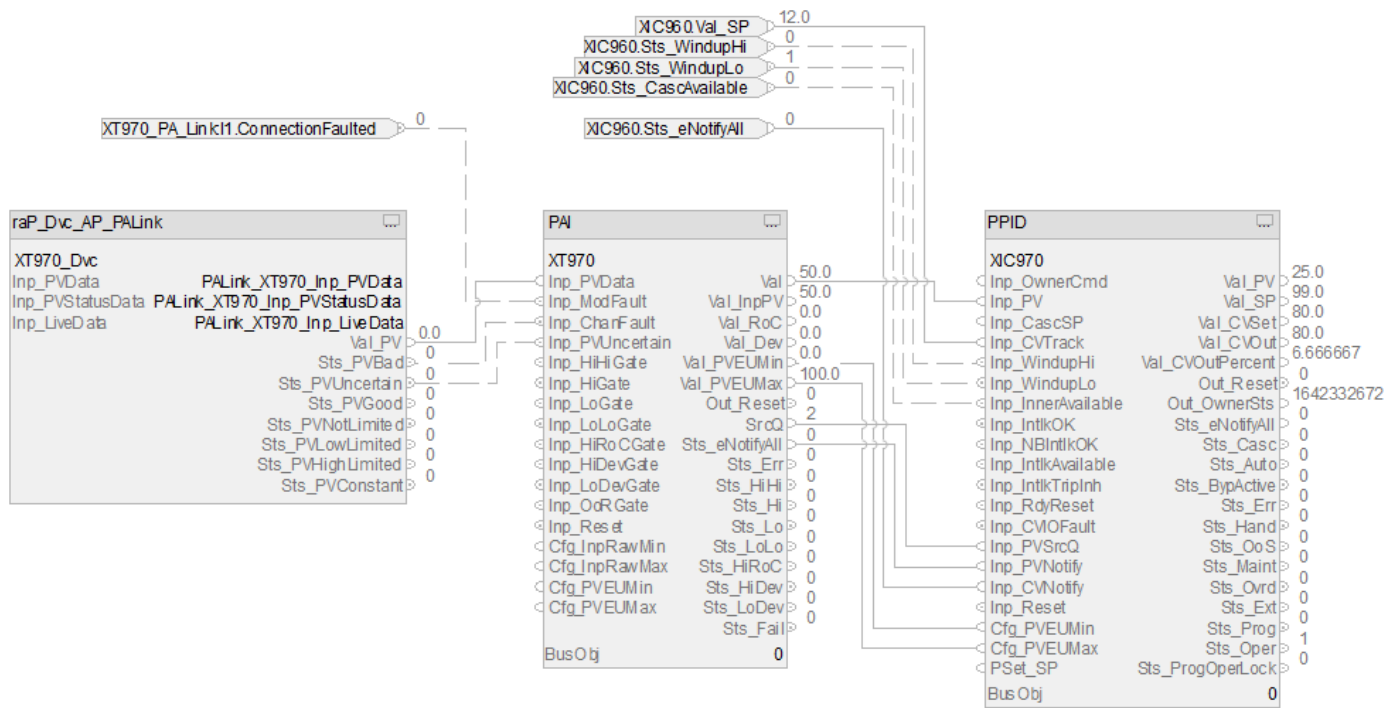 XIC960.Val_SP 12.0
XIC960.Sts_WindupHi 0
XIC960.Sts_WindupLo 1
XIC960.Sts_CascAvailable 0
XT970_PA_Link:I1.ConnectionFaulted 0
XIC960.Sts_eNotifyAll 0
raP_Dvc_AP_PALink
XT970_Dvc
Inp_PVData PALink_XT970_Inp_PVData
Inp_PVStatusData PALink_XT970_Inp_PVStatusData
Inp_LiveData PALink_XT970_Inp_LiveData
Val_PV 0.0
Sts_PVBad 0
Sts_PVUncertain 0
Sts_PVGood 0
Sts_PVNotLimited 0
Sts_PVLowLimited 0
Sts_PVHighLimited 0
Sts_PVConstant 0
PAI
XT970
Inp_PVData Val 50.0
Inp_ModFault Val_InpPV 50.0
Inp_ChanFault Val_RoC 0.0
Inp_PVUncertain Val_Dev 0.0
Inp_HiHiGate Val_PVEUMin 0.0
Inp_HiGate Val_PVEUMax 100.0
Inp_LoGate Out_Reset 0
Inp_LoLoGate SrcQ 2
Inp_HiRoCGate Sts_eNotifyAll 0
Inp_HiDevGate Sts_Err 0
Inp_LoDevGate Sts_HiHi 0
Inp_OoRGate Sts_Hi 0
Inp_Reset Sts_Lo 0
Cfg_InpRawMin Sts_LoLo 0
Cfg_InpRawMax Sts_HiRoC 0
Cfg_PVEUMin Sts_HiDev 0
Cfg_PVEUMax Sts_LoDev 0
Sts_Fail 0
BusObj 0
PPID
XIC970
Inp_OwnerCmd Val_PV 25.0
Inp_PV Val_SP 99.0
Inp_CascSP Val_CVSet 80.0
Inp_CVTrack Val_CVOut 80.0
Inp_WindupHi Val_CVOutPercent 6.666667
Inp_WindupLo Out_Reset 0
Inp_InnerAvailable Out_OwnerSts 1642332672
Inp_IntlkOK Sts_eNotifyAll 0
Inp_NBIntlkOK Sts_Casc 0
Inp_IntlkAvailable Sts_Auto 0
Inp_IntlkTripInh Sts_BypActive 0
Inp_RdyReset Sts_Err 0
Inp_CVIOFault Sts_Hand 0
Inp_PVSrcQ Sts_OoS 0
Inp_PVNotify Sts_Maint 0
Inp_CVNotify Sts_Ovrd 0
Inp_Reset Sts_Ext 0
Cfg_PVEUMin Sts_Prog 0
Cfg_PVEUMax Sts_Oper 1
PSet_SP Sts_ProgOperLock 0
BusObj 0